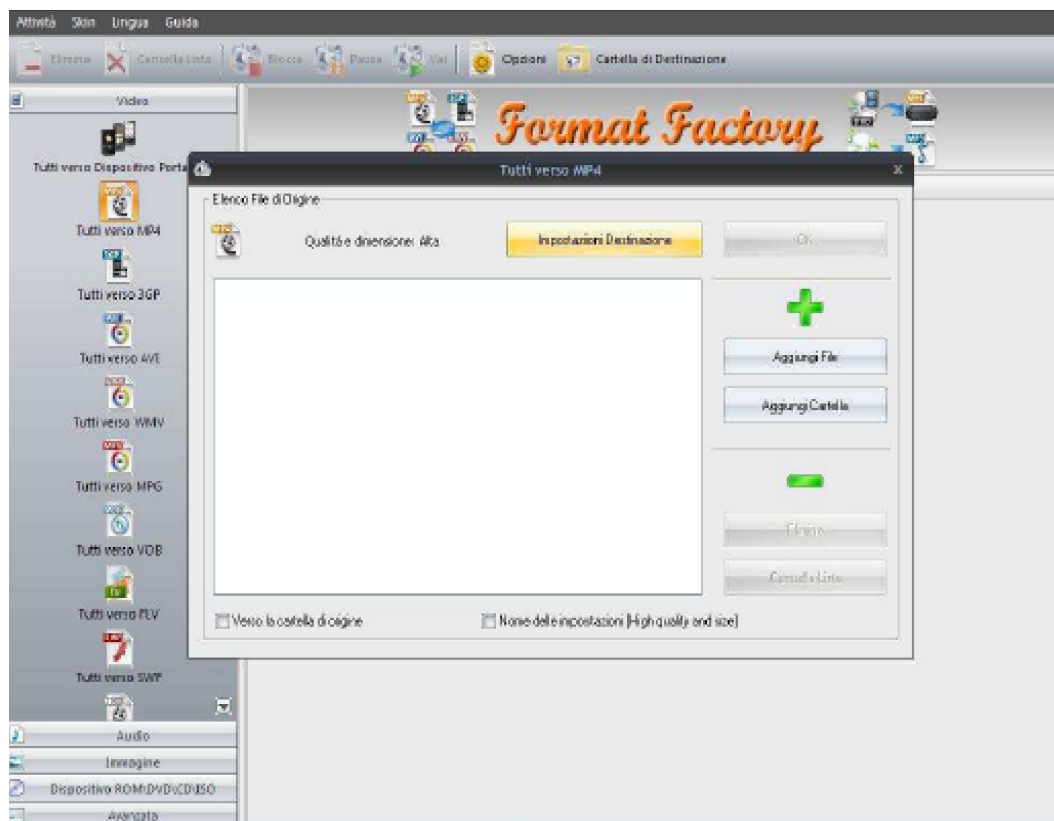 Attività Skin Lingua Guida
Elimina Cancella Lista Blocca Pausa Vai Opzioni Cartella di Destinazione
Video
Format Factory
Tutti verso Dispositivo Porta
Tutti verso MP4
Elenco File di Origine
Tutti verso MP4
Qualità e dimensione: Alta
Impostazioni Destinazione
OK
Tutti verso 3GP
Tutti verso AVI
Aggiungi File
Aggiungi Cartella
Tutti verso WMV
Tutti verso MPG
Elimina
Tutti verso VOB
Cancella Lista
Tutti verso FLV
Verso la cartella di origine
Nome delle impostazioni [High quality and size]
Tutti verso SWF
Audio
Immagine
Dispositivo ROM\DVD\CD\ISO
Avanzata